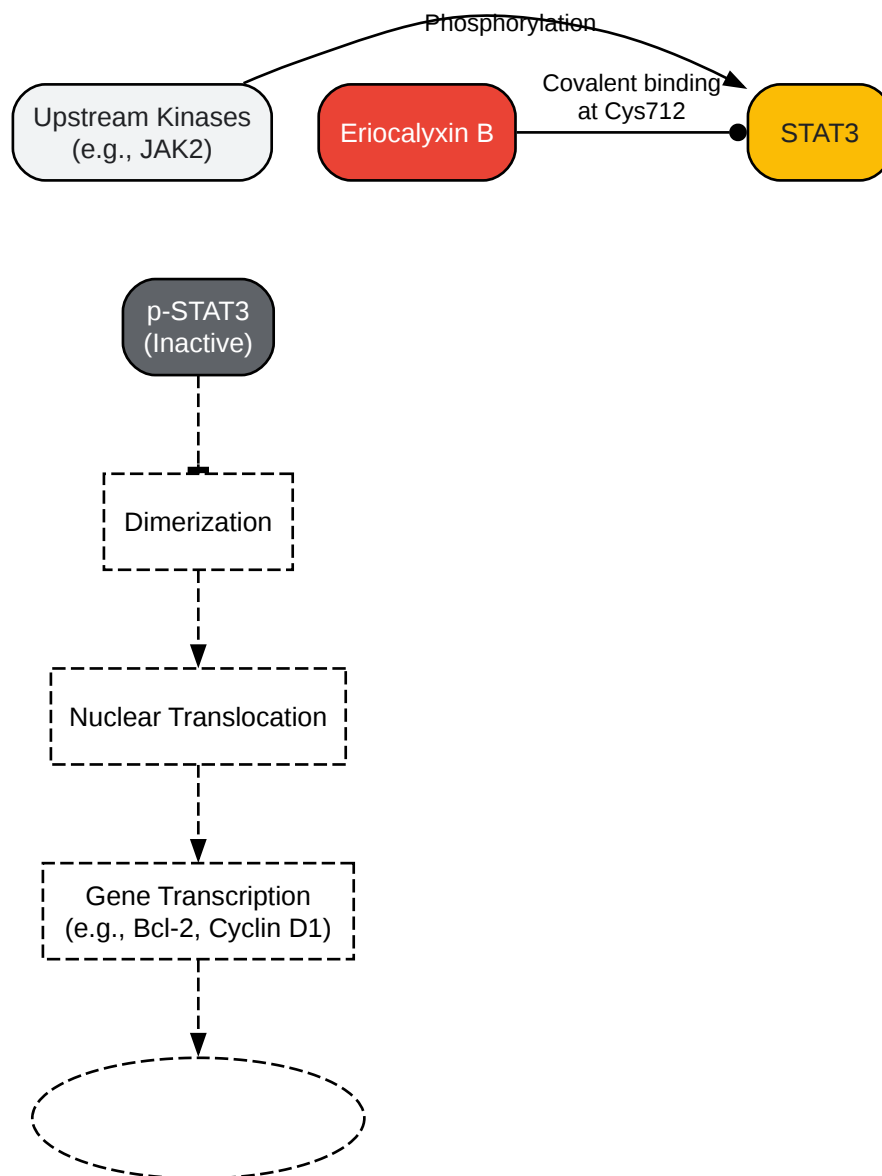 Phosphorylation
Upstream Kinases
(e.g., JAK2)
Eriocalyxin B
Covalent binding
at Cys712
STAT3
p-STAT3
(Inactive)
Dimerization
Nuclear Translocation
Gene Transcription
(e.g., Bcl-2, Cyclin D1)